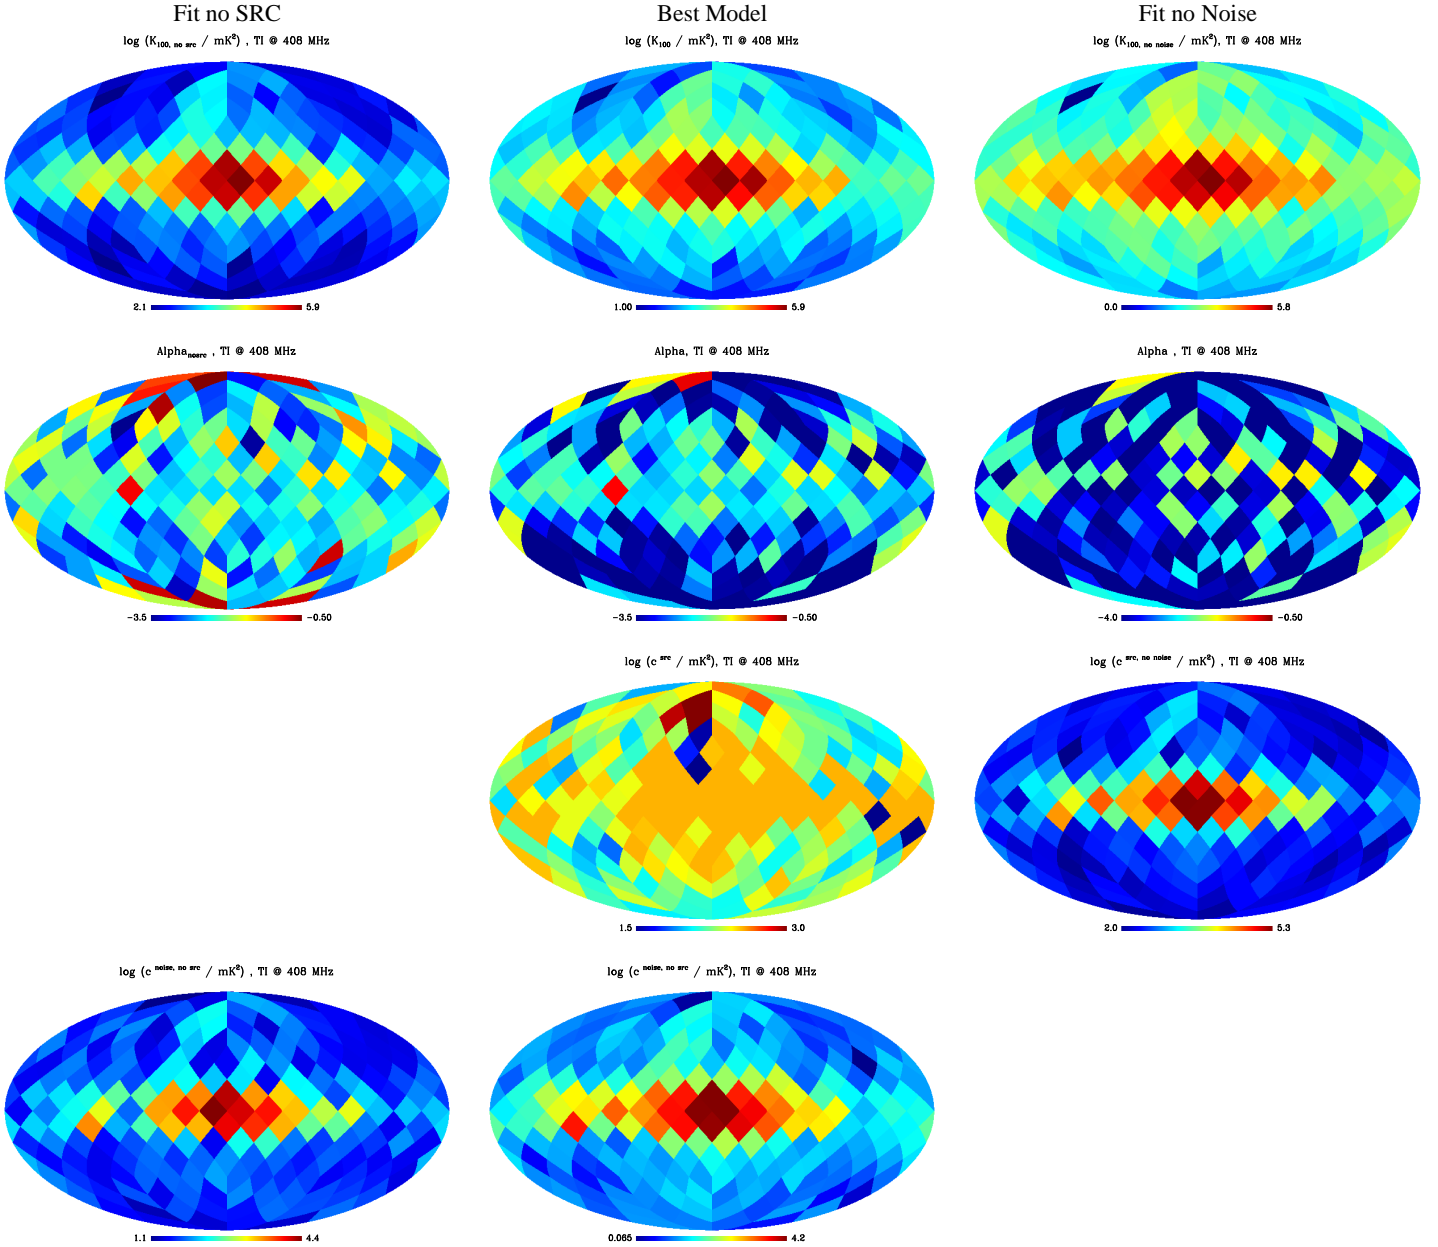 Fit no SRC
Best Model
Fit no Noise
log (K100, no src / mK2) , TI @ 408 MHz
log (K100 / mK2), TI @ 408 MHz
log (K100, no noise / mK2), TI @ 408 MHz
2.1 5.9
1.00 5.9
0.0 5.8
Alphanosrc , TI @ 408 MHz
Alpha, TI @ 408 MHz
Alpha , TI @ 408 MHz
−3.5 −0.50
−3.5 −0.50
−4.0 −0.50
log (c src / mK2), TI @ 408 MHz
log (c src, no noise / mK2) , TI @ 408 MHz
1.5 3.0
2.0 5.3
log (c noise, no src / mK2) , TI @ 408 MHz
log (c noise, no src / mK2), TI @ 408 MHz
1.1 4.4
0.065 4.2